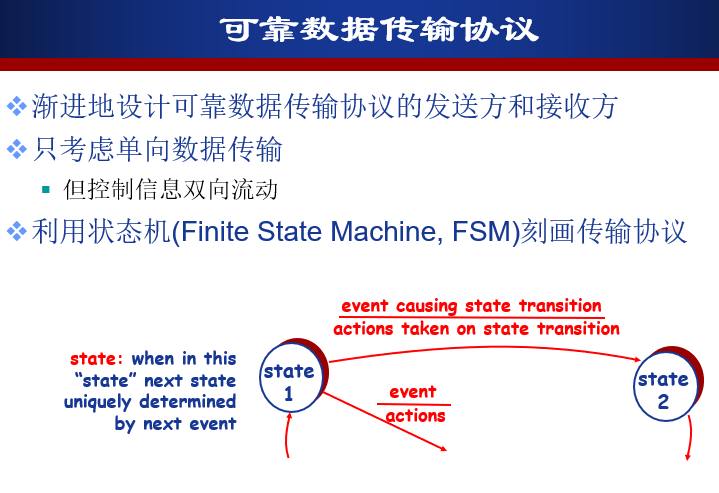 可靠数据传输协议
渐进地设计可靠数据传输协议的发送方和接收方
只考虑单向数据传输
但控制信息双向流动
利用状态机(Finite State Machine, FSM)刻画传输协议
event causing state transition
actions taken on state transition
state: when in this
“state” next state
uniquely determined
by next event
state
1
event
actions
state
2